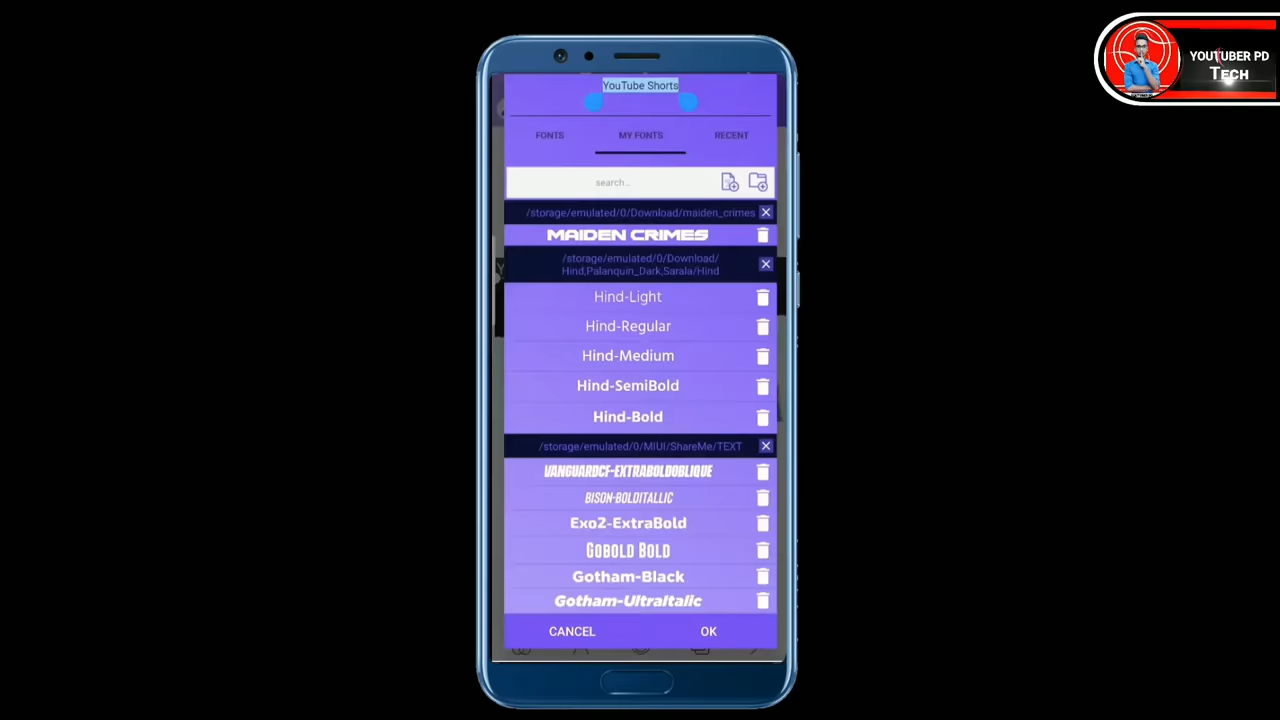 YOUTUBER PD
TECH
YouTube Shorts
FONTS
MY FONTS
RECENT
search...
/storage/emulated/0/Download/maiden_crimes
MAIDEN CRIMES
/storage/emulated/0/Download/
Hind,Palanquin_Dark,Sarala/Hind
Hind-Light
Hind-Regular
Hind-Medium
Hind-SemiBold
Hind-Bold
/storage/emulated/0/MIUI/ShareMe/TEXT
VANGUARDCF-EXTRABOLDOBLIQUE
BISON-BOLDITALLIC
Exo2-ExtraBold
GOBOLD BOLD
Gotham-Black
Gotham-UltraItalic
CANCEL
OK